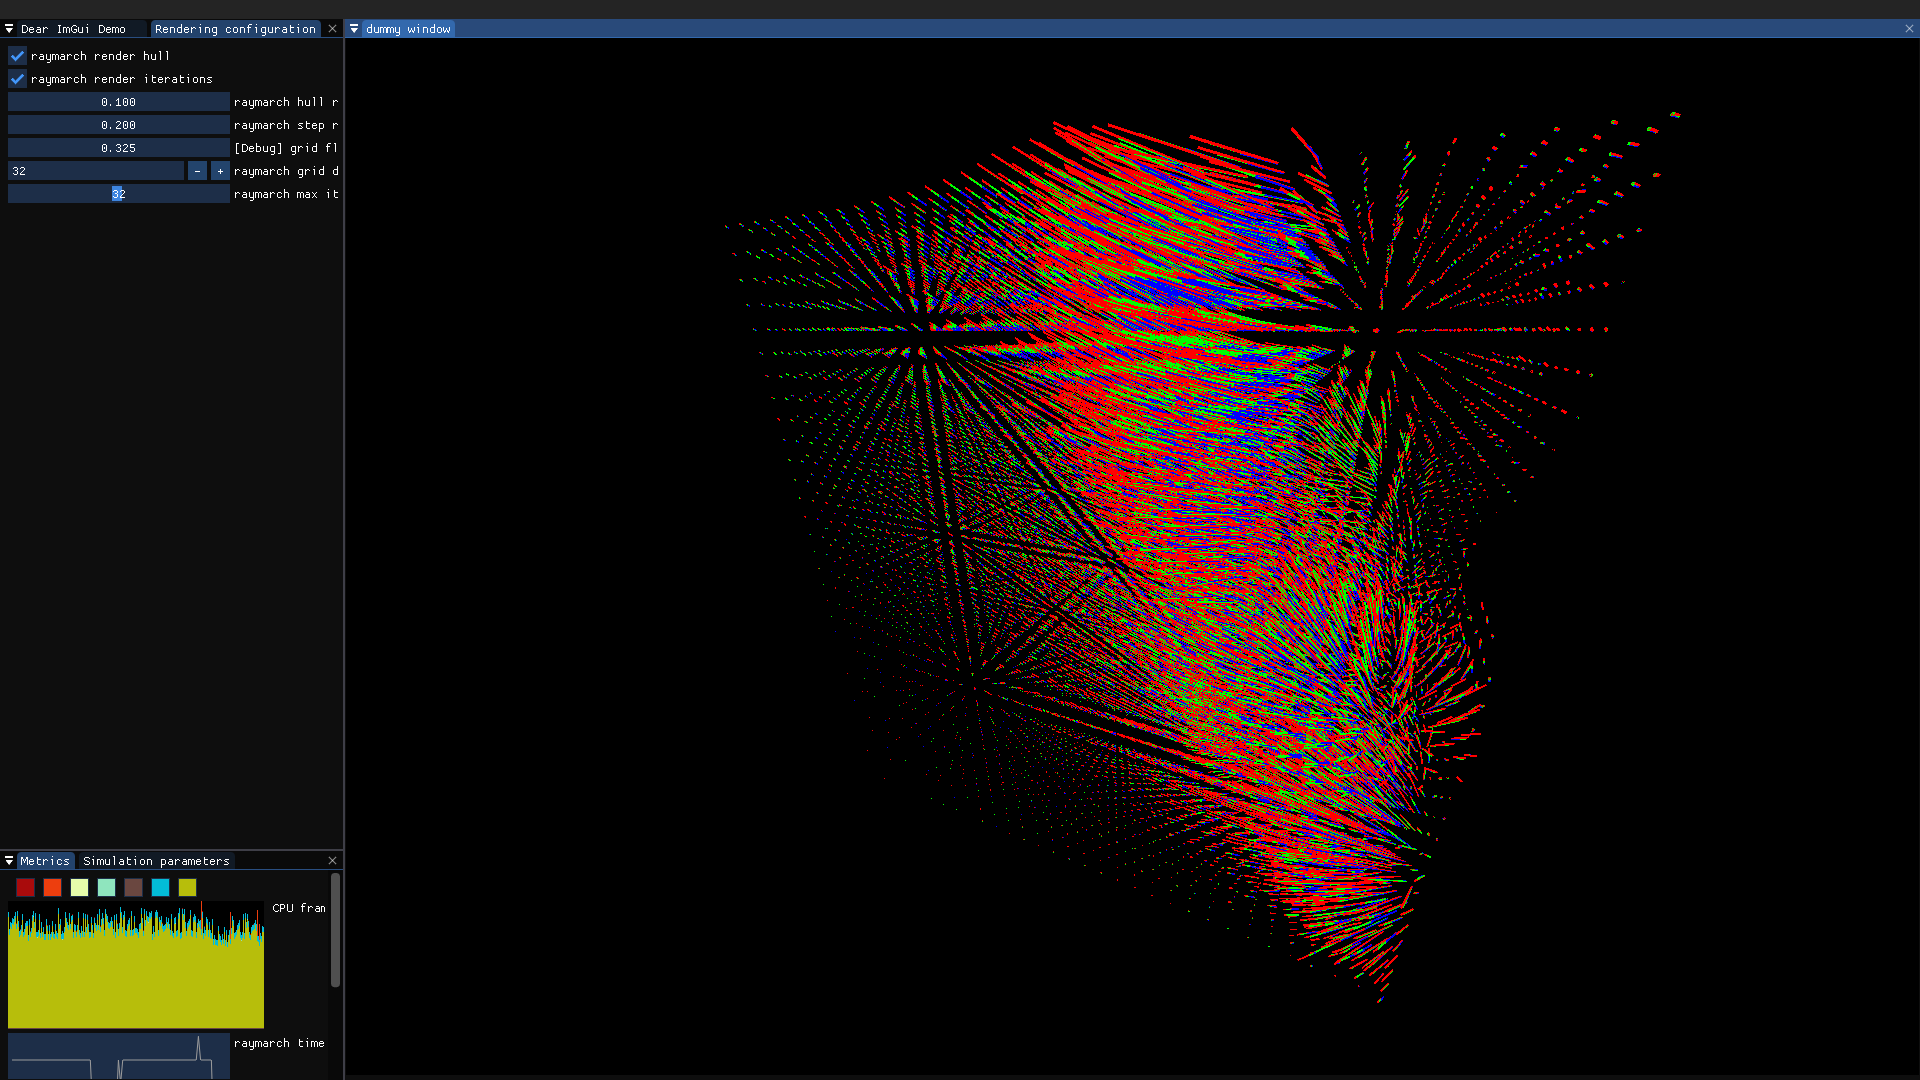 Dear ImGui Demo Rendering configuration
dummy window
raymarch render hull
raymarch render iterations
0.100 raymarch hull r
0.200 raymarch step r
0.325 [Debug] grid fl
32 - + raymarch grid d
32 raymarch max it
Metrics Simulation parameters
CPU fram
raymarch time